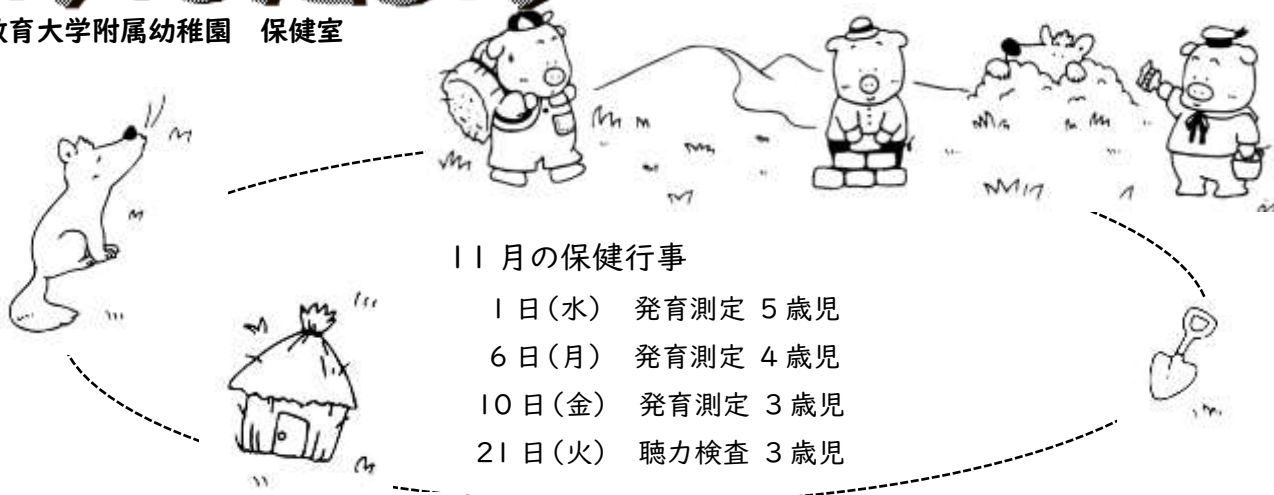 教育大学附属幼稚園　保健室
11月の保健行事
1日(水)　発育測定 5歳児
6日(月)　発育測定 4歳児
10日(金)　発育測定 3歳児
21日(火)　聴力検査 3歳児